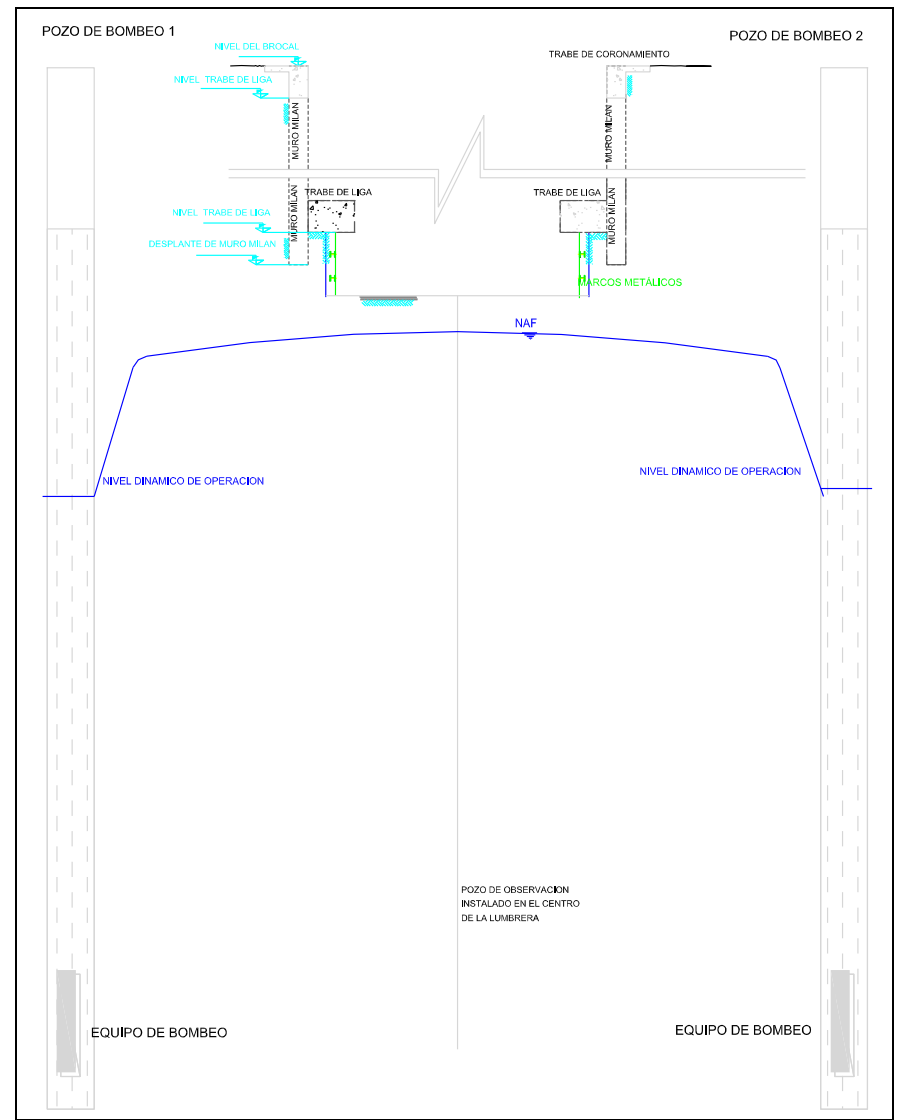 POZO DE BOMBEO 1
POZO DE BOMBEO 2
NIVEL DEL BROCAL
TRABE DE CORONAMIENTO
NIVEL TRABE DE LIGA
MURO MILAN
MURO MILAN
TRABE DE LIGA
TRABE DE LIGA
MURO MILAN
MURO MILAN
NIVEL TRABE DE LIGA
DESPLANTE DE MURO MILAN
MARCOS METÁLICOS
NAF
NIVEL DINAMICO DE OPERACION
NIVEL DINAMICO DE OPERACION
POZO DE OBSERVACION
INSTALADO EN EL CENTRO
DE LA LUMBRERA
EQUIPO DE BOMBEO
EQUIPO DE BOMBEO